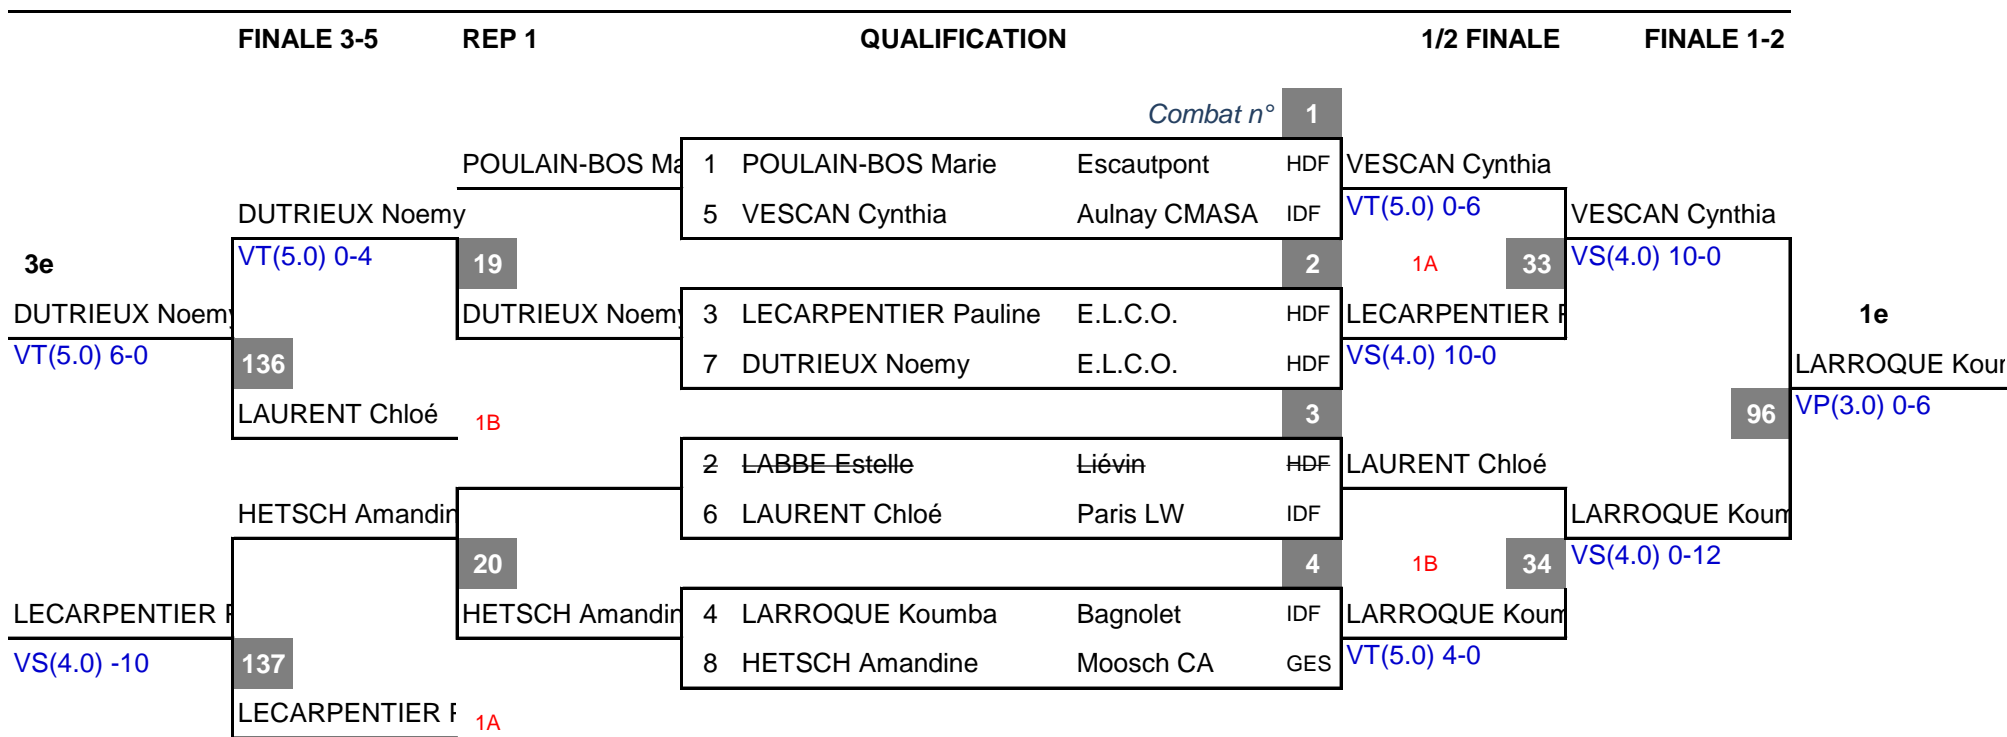 FINALE 3-5 REP 1 QUALIFICATION 1/2 FINALE FINALE 1-2
Combat n° 1
POULAIN-BOS Ma 1 POULAIN-BOS Marie Escautpont HDF VESCAN Cynthia
DUTRIEUX Noemy 5 VESCAN Cynthia Aulnay CMASA IDF VT(5.0) 0-6 VESCAN Cynthia
3e VT(5.0) 0-4 19 2 1A 33 VS(4.0) 10-0
DUTRIEUX Noemy DUTRIEUX Noemy 3 LECARPENTIER Pauline E.L.C.O. HDF LECARPENTIER P 1e
VT(5.0) 6-0 136 7 DUTRIEUX Noemy E.L.C.O. HDF VS(4.0) 10-0 LARROQUE Koum
LAURENT Chloé 1B 3 96 VP(3.0) 0-6
2 LABBE Estelle Liévin HDF LAURENT Chloé
HETSCH Amandin 6 LAURENT Chloé Paris LW IDF LARROQUE Koum
20 4 1B 34 VS(4.0) 0-12
LECARPENTIER P HETSCH Amandin 4 LARROQUE Koumba Bagnolet IDF LARROQUE Koum
VS(4.0) -10 137 8 HETSCH Amandine Moosch CA GES VT(5.0) 4-0
LECARPENTIER P 1A